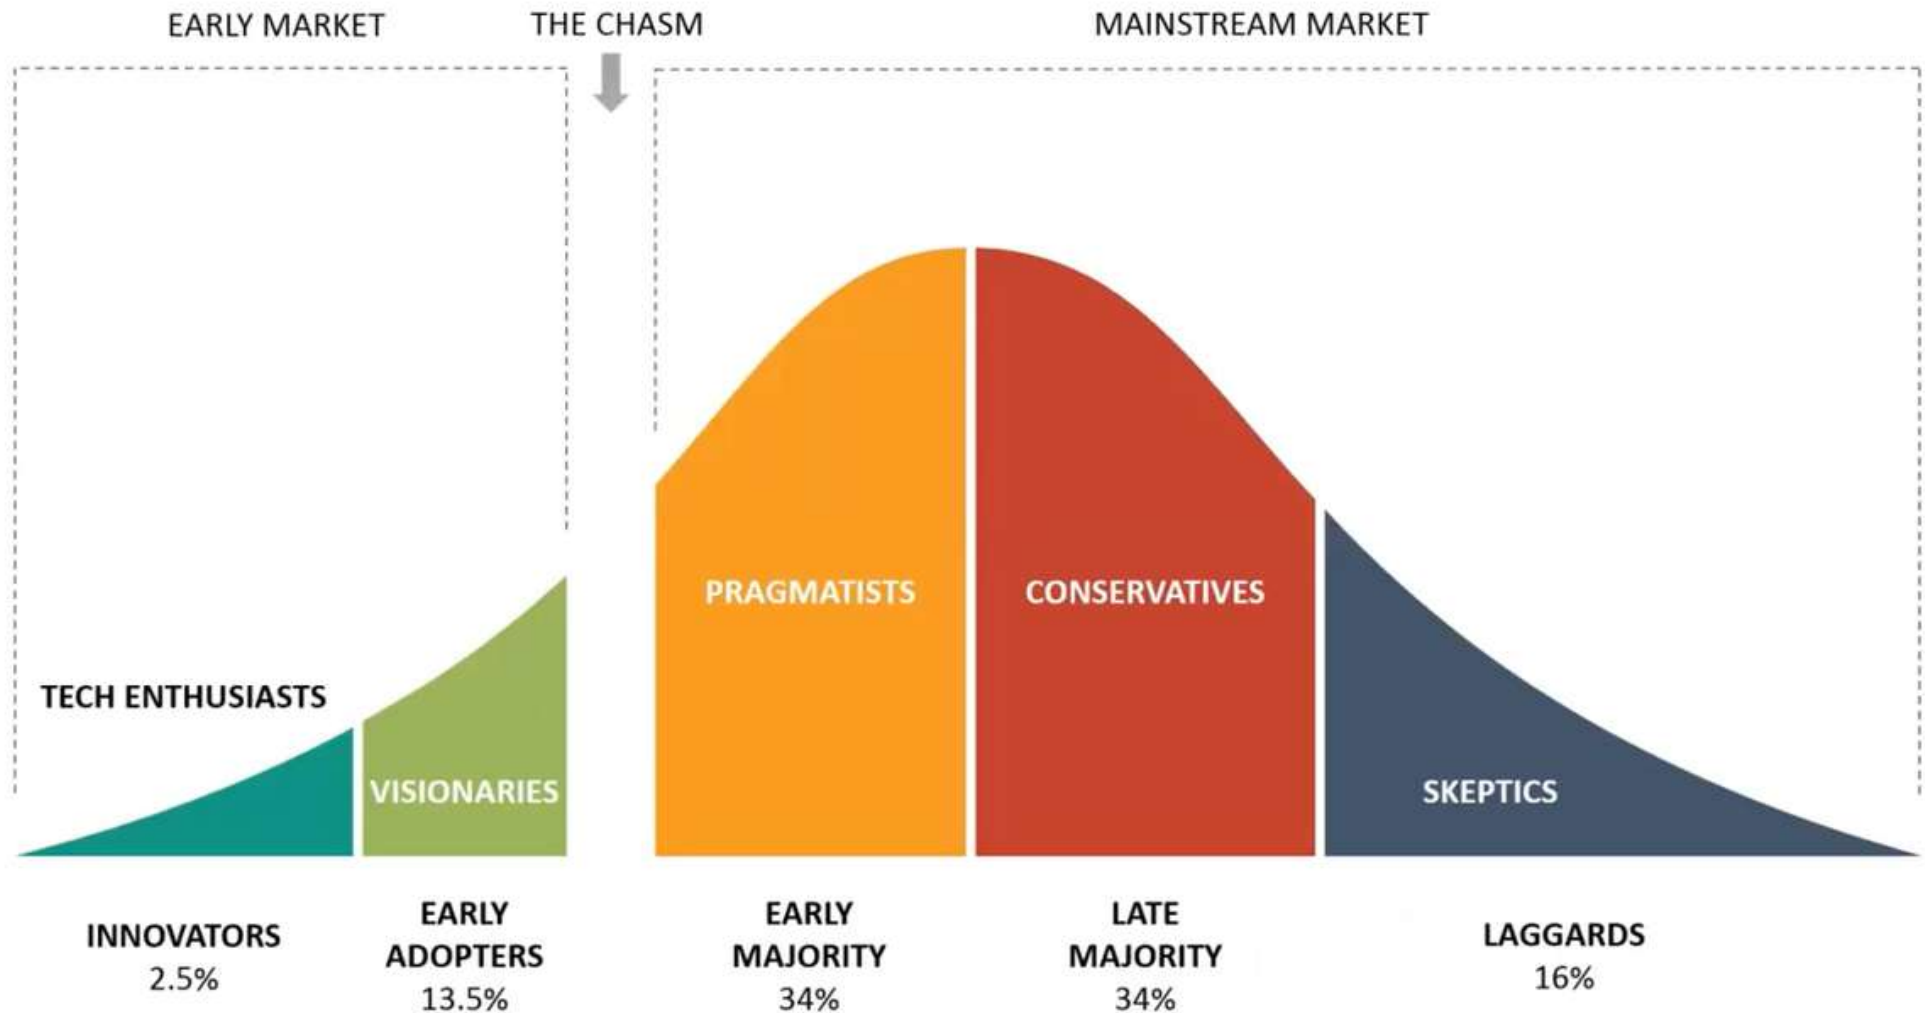 EARLY MARKET
THE CHASM
MAINSTREAM MARKET
TECH ENTHUSIASTS
VISIONARIES
PRAGMATISTS
CONSERVATIVES
SKEPTICS
INNOVATORS
2.5%
EARLY
ADOPTERS
13.5%
EARLY
MAJORITY
34%
LATE
MAJORITY
34%
LAGGARDS
16%